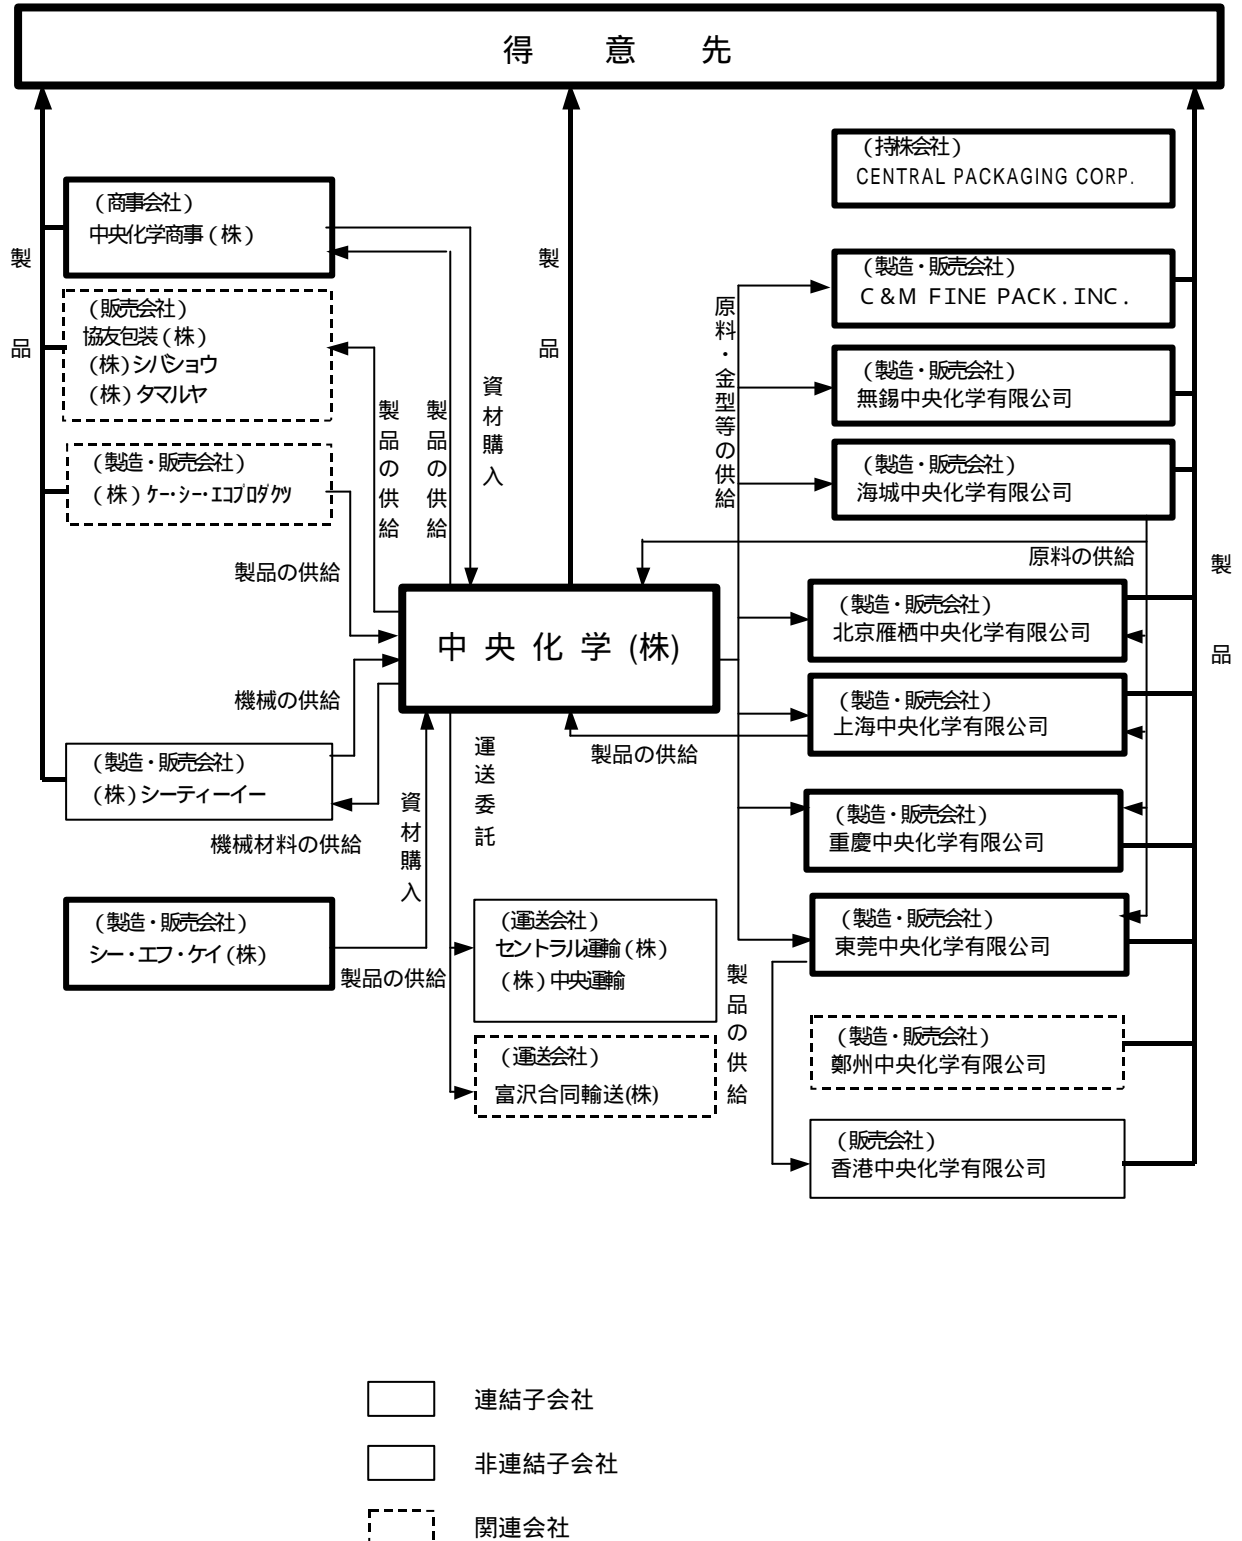 得 意 先
(持株会社)
CENTRAL PACKAGING CORP.
(商事会社)
中央化学商事(株)
製品
製品
(製造・販売会社)
C&M FINE PACK.INC.
(販売会社)
協友包装(株)
(株)シバショウ
(株)タマルヤ
原料・金型等の供給
(製造・販売会社)
無錫中央化学有限公司
資材購入
製品の供給
製品の供給
(製造・販売会社)
(株)ケー・シー・エコプロダクツ
(製造・販売会社)
海城中央化学有限公司
原料の供給
製品
製品の供給
中央化学(株)
(製造・販売会社)
北京雁栖中央化学有限公司
機械の供給
(製造・販売会社)
上海中央化学有限公司
製品の供給
運送委託
(製造・販売会社)
(株)シーティーイー
機械材料の供給
資材購入
(製造・販売会社)
重慶中央化学有限公司
(製造・販売会社)
シー・エフ・ケイ(株)
製品の供給
(運送会社)
セントラル運輸(株)
(株)中央運輸
(製造・販売会社)
東莞中央化学有限公司
製品の供給
(運送会社)
富沢合同輸送(株)
(製造・販売会社)
鄭州中央化学有限公司
(販売会社)
香港中央化学有限公司
連結子会社
非連結子会社
関連会社